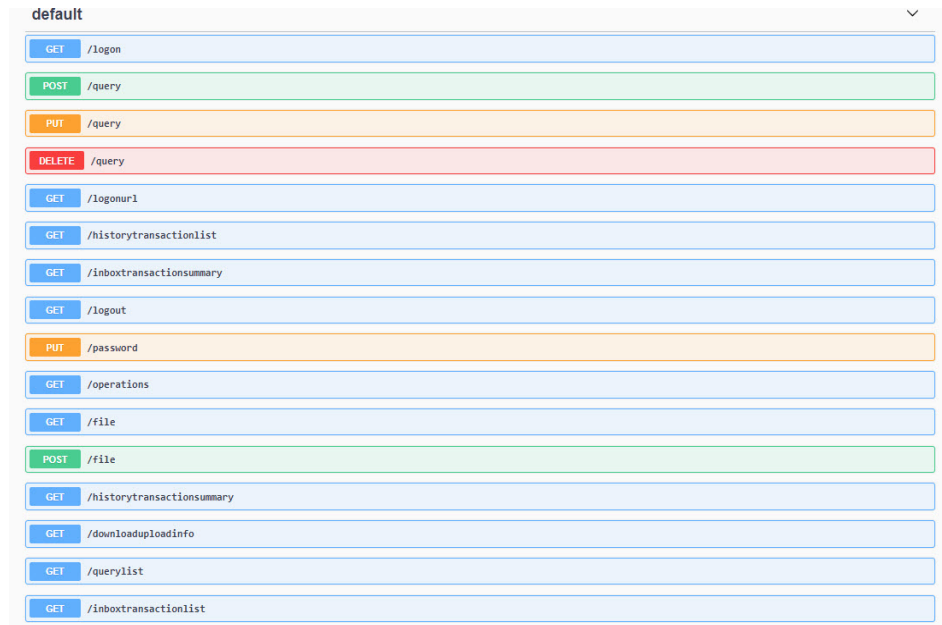 default
GET /logon
POST /query
PUT /query
DELETE /query
GET /logonurl
GET /historytransactionlist
GET /inboxtransactionsummary
GET /logout
PUT /password
GET /operations
GET /file
POST /file
GET /historytransactionsummary
GET /downloaduploadinfo
GET /querylist
GET /inboxtransactionlist